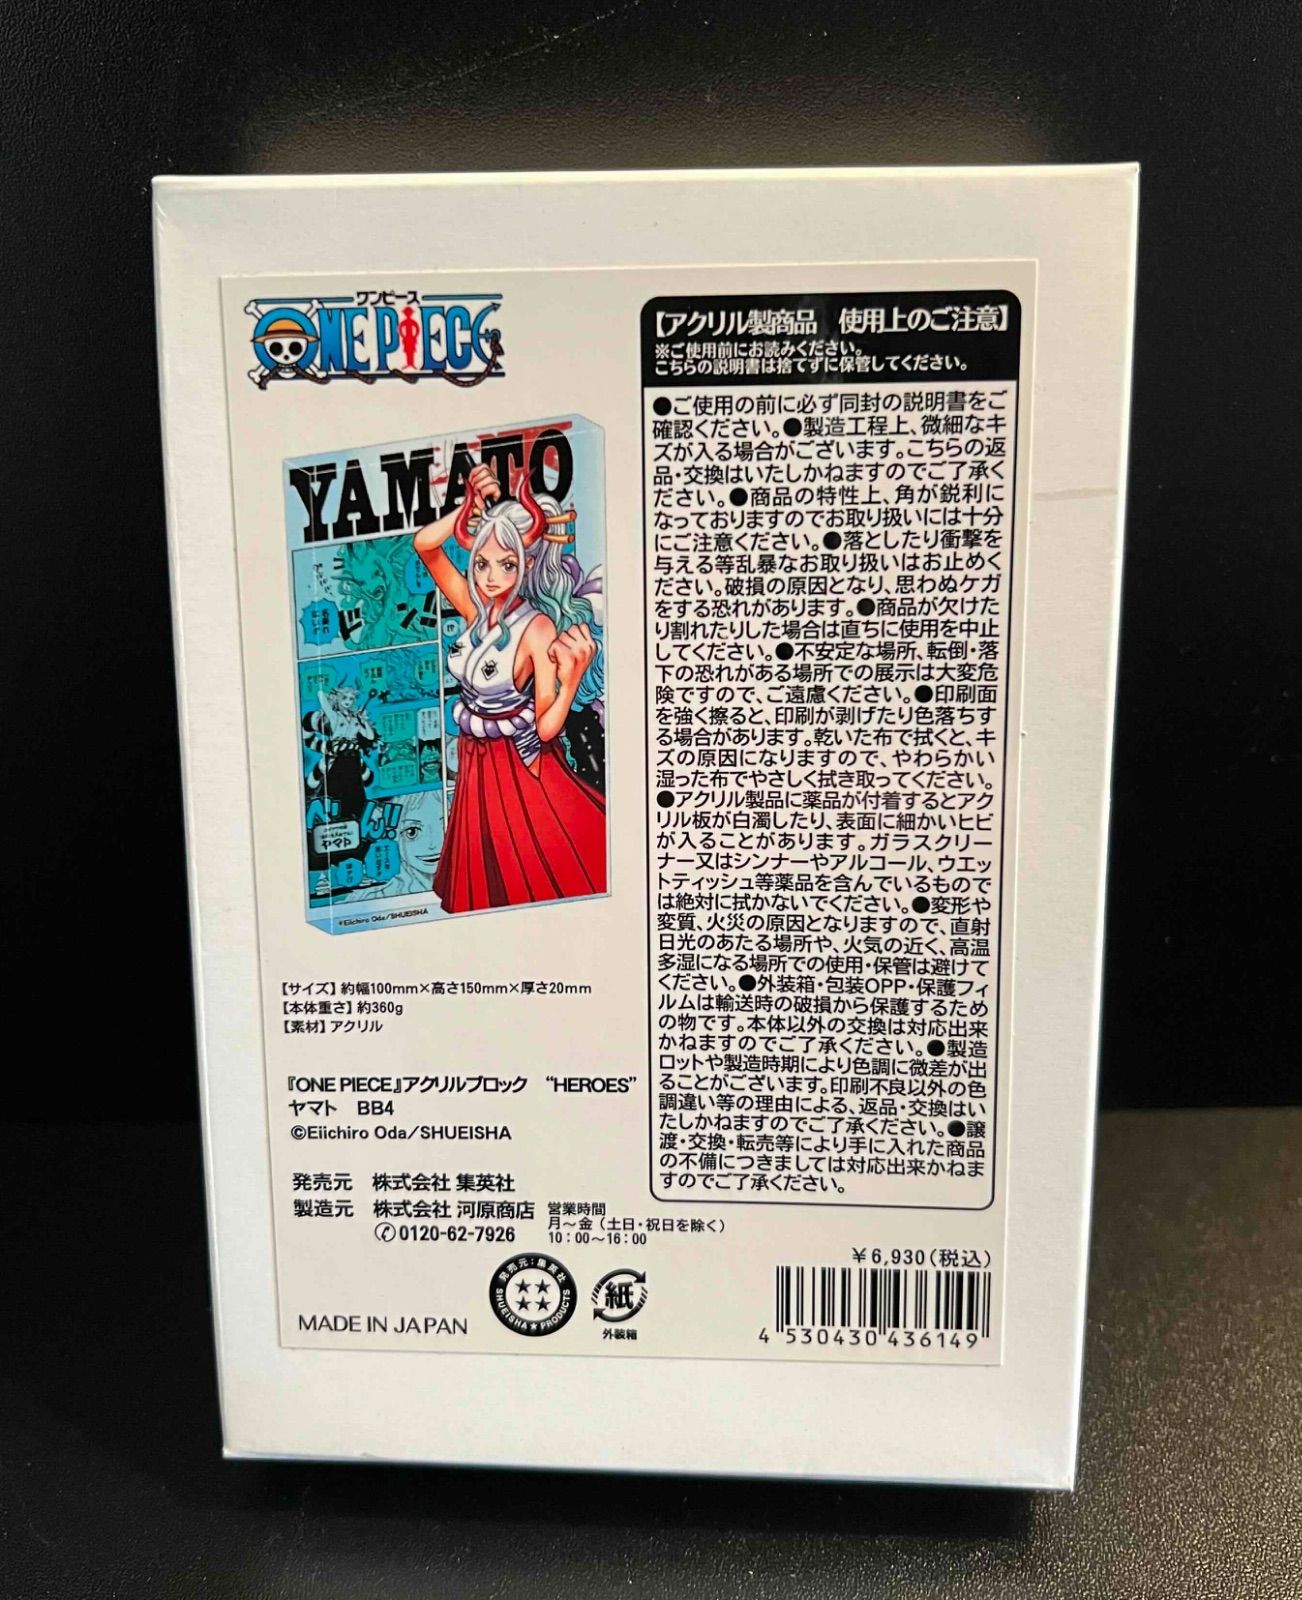 ワンピース
ONE PIECE
YAMATO
ドン!!
べべん!!
ヤマト
©Eiichiro Oda/SHUEISHA
【サイズ】約幅100mm×高さ150mm×厚さ20mm
【本体重さ】約360g
【素材】アクリル
『ONE PIECE』アクリルブロック “HEROES”
ヤマト BB4
©Eiichiro Oda/SHUEISHA
発売元 株式会社 集英社
製造元 株式会社 河原商店
0120-62-7926
営業時間
月～金（土日・祝日を除く）
10：00～16：00
MADE IN JAPAN
発売元：集英社
SHUEISHA★PRODUCTS
紙
外装箱
【アクリル製商品 使用上のご注意】
※ご使用前にお読みください。
こちらの説明書は捨てずに保管してください。
●ご使用の前に必ず同封の説明書をご
確認ください。●製造工程上、微細なキ
ズが入る場合がございます。こちらの返
品・交換はいたしかねますのでご了承く
ださい。●商品の特性上、角が鋭利に
なっておりますのでお取り扱いには十分
にご注意ください。●落としたり衝撃を
与える等乱暴なお取り扱いはお止めく
ださい。破損の原因となり、思わぬケガ
をする恐れがあります。●商品が欠けた
り割れたりした場合は直ちに使用を中止
してください。●不安定な場所、転倒・落
下の恐れがある場所での展示は大変危
険ですので、ご遠慮ください。●印刷面
を強く擦ると、印刷が剥げたり色落ちす
る場合があります。乾いた布で拭くと、キ
ズの原因になりますので、やわらかい
湿った布でやさしく拭き取ってください。
●アクリル製品に薬品が付着するとアク
リル板が白濁したり、表面に細かいヒビ
が入ることがあります。ガラスクリー
ナー又はシンナーやアルコール、ウエッ
トティッシュ等薬品を含んでいるもので
は絶対に拭かないでください。●変形や
変質、火災の原因となりますので、直射
日光のあたる場所や、火気の近く、高温
多湿になる場所での使用・保管は避けて
ください。●外装箱・包装OPP・保護フィ
ルムは輸送時の破損から保護するため
の物です。本体以外の交換は対応出来
かねますのでご了承ください。●製造
ロットや製造時期により色調に微差が出
ることがございます。印刷不良以外の色
調違い等の理由による、返品・交換はい
たしかねますのでご了承ください。●譲
渡・交換・転売等により手に入れた商品
の不備につきましては対応出来かねま
すのでご了承ください。
￥6,930（税込）
4 530430 436149